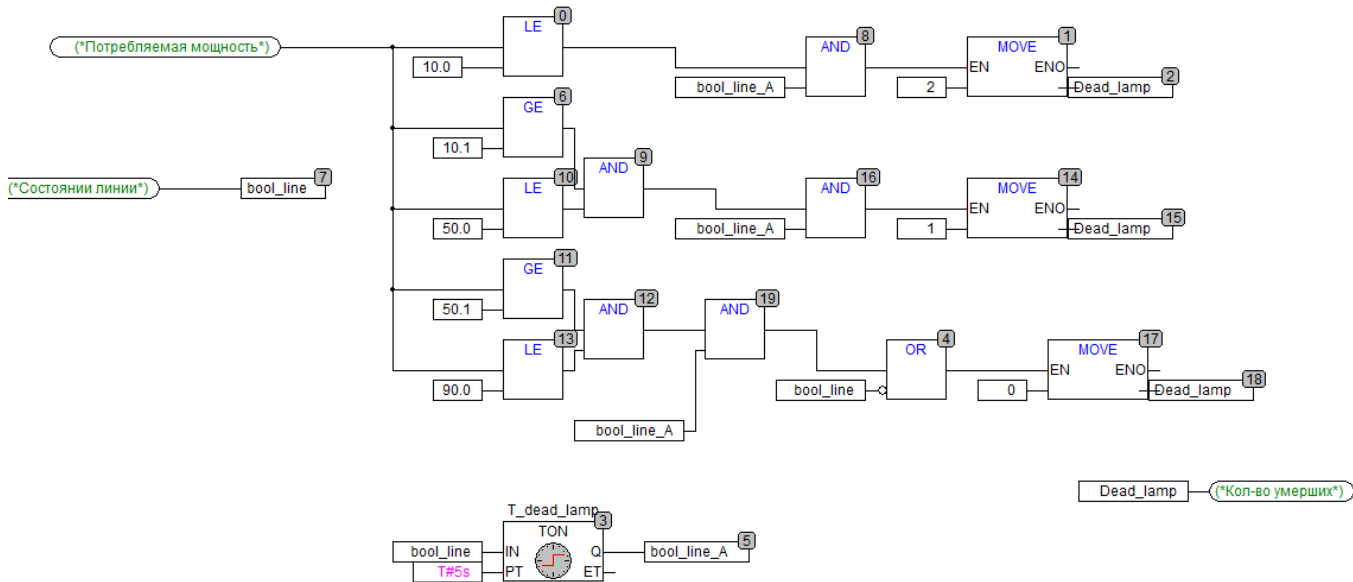 (*Потребляемая мощность*)
LE
0
10.0
AND
8
bool_line_A
MOVE
1
EN
ENO
2
Dead_lamp
2
GE
6
10.1
(*Состоянии линии*)
bool_line
7
LE
10
50.0
AND
9
AND
16
bool_line_A
MOVE
14
EN
ENO
1
Dead_lamp
15
GE
11
50.1
AND
12
LE
13
90.0
AND
19
bool_line_A
OR
4
bool_line
MOVE
17
EN
ENO
0
Dead_lamp
18
Dead_lamp
(*Кол-во умерших*)
T_dead_lamp
TON
3
bool_line
IN
Q
bool_line_A
5
T#5s
PT
ET